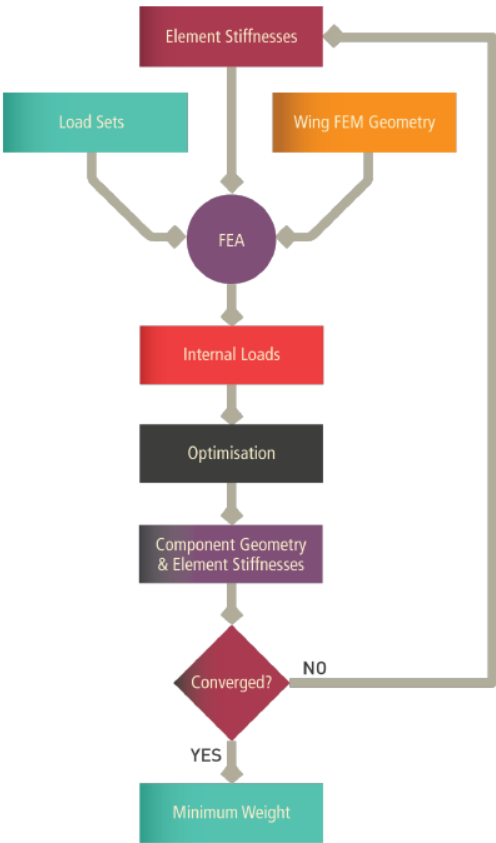 Element Stiffnesses
Load Sets
Wing FEM Geometry
FEA
Internal Loads
Optimisation
Component Geometry
& Element Stiffnesses
Converged?
NO
YES
Minimum Weight